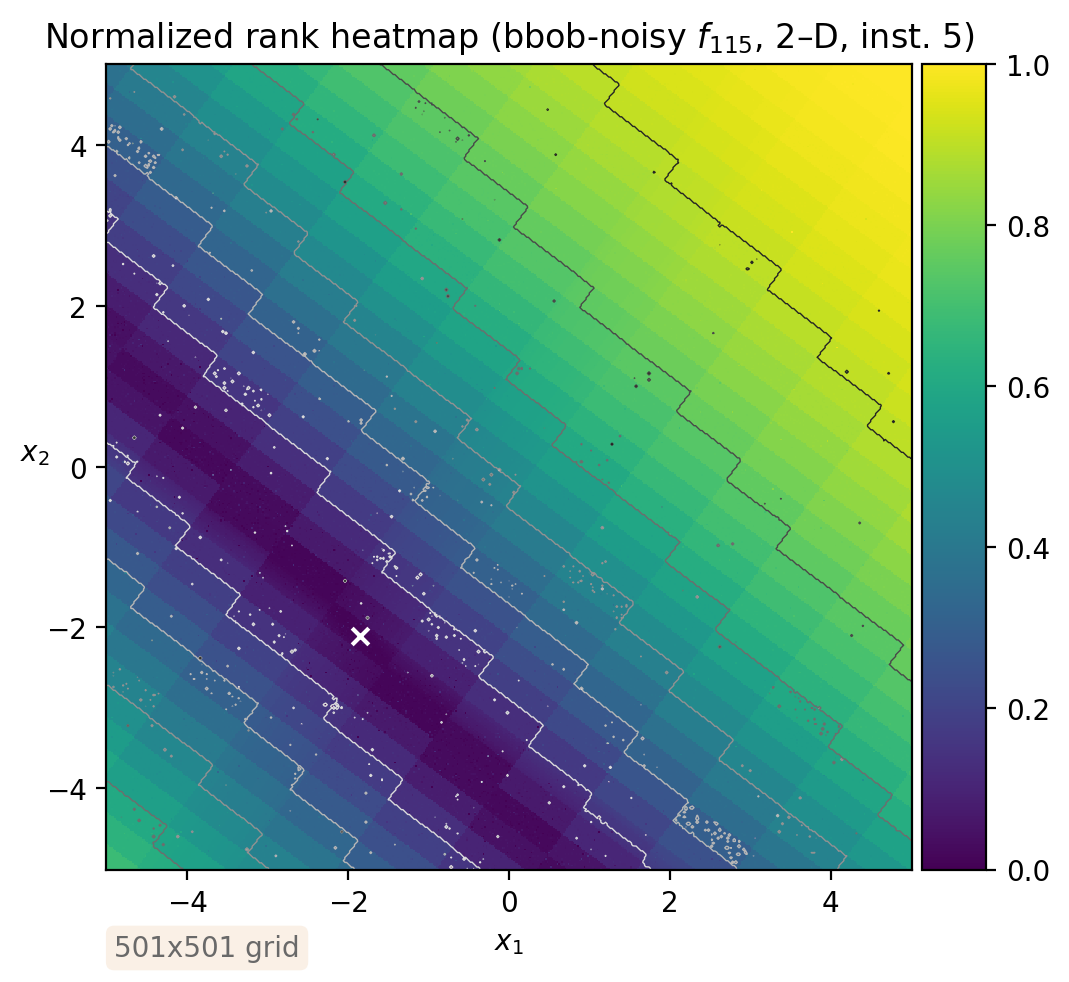 Normalized rank heatmap (bbob-noisy f₁₁₅, 2–D, inst. 5)
1.0
0.8
0.6
0.4
0.2
0.0
4
2
0
−2
−4
x₂
−4 −2 0 2 4
x₁
501x501 grid